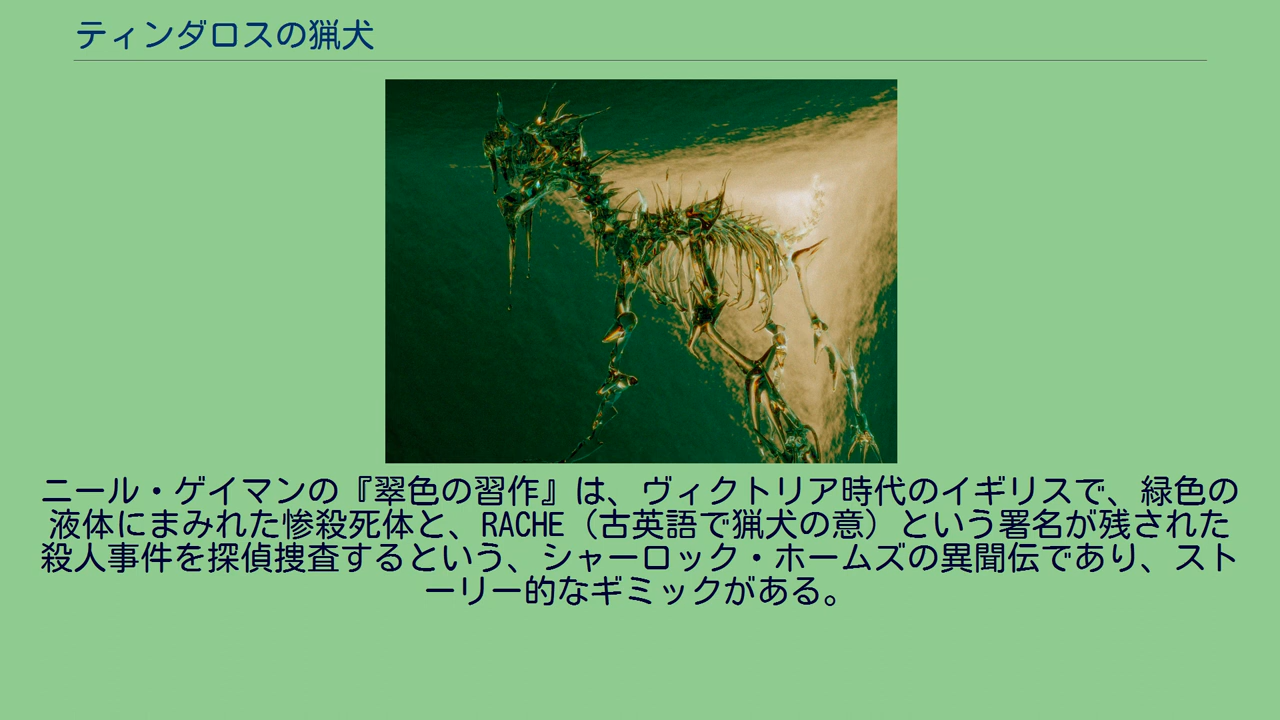 ティンダロスの猟犬
ニール・ゲイマンの『翠色の習作』は、ヴィクトリア時代のイギリスで、緑色の
液体にまみれた惨殺死体と、RACHE（古英語で猟犬の意）という署名が残された
殺人事件を探偵捜査するという、シャーロック・ホームズの異聞伝であり、スト
ーリー的なギミックがある。